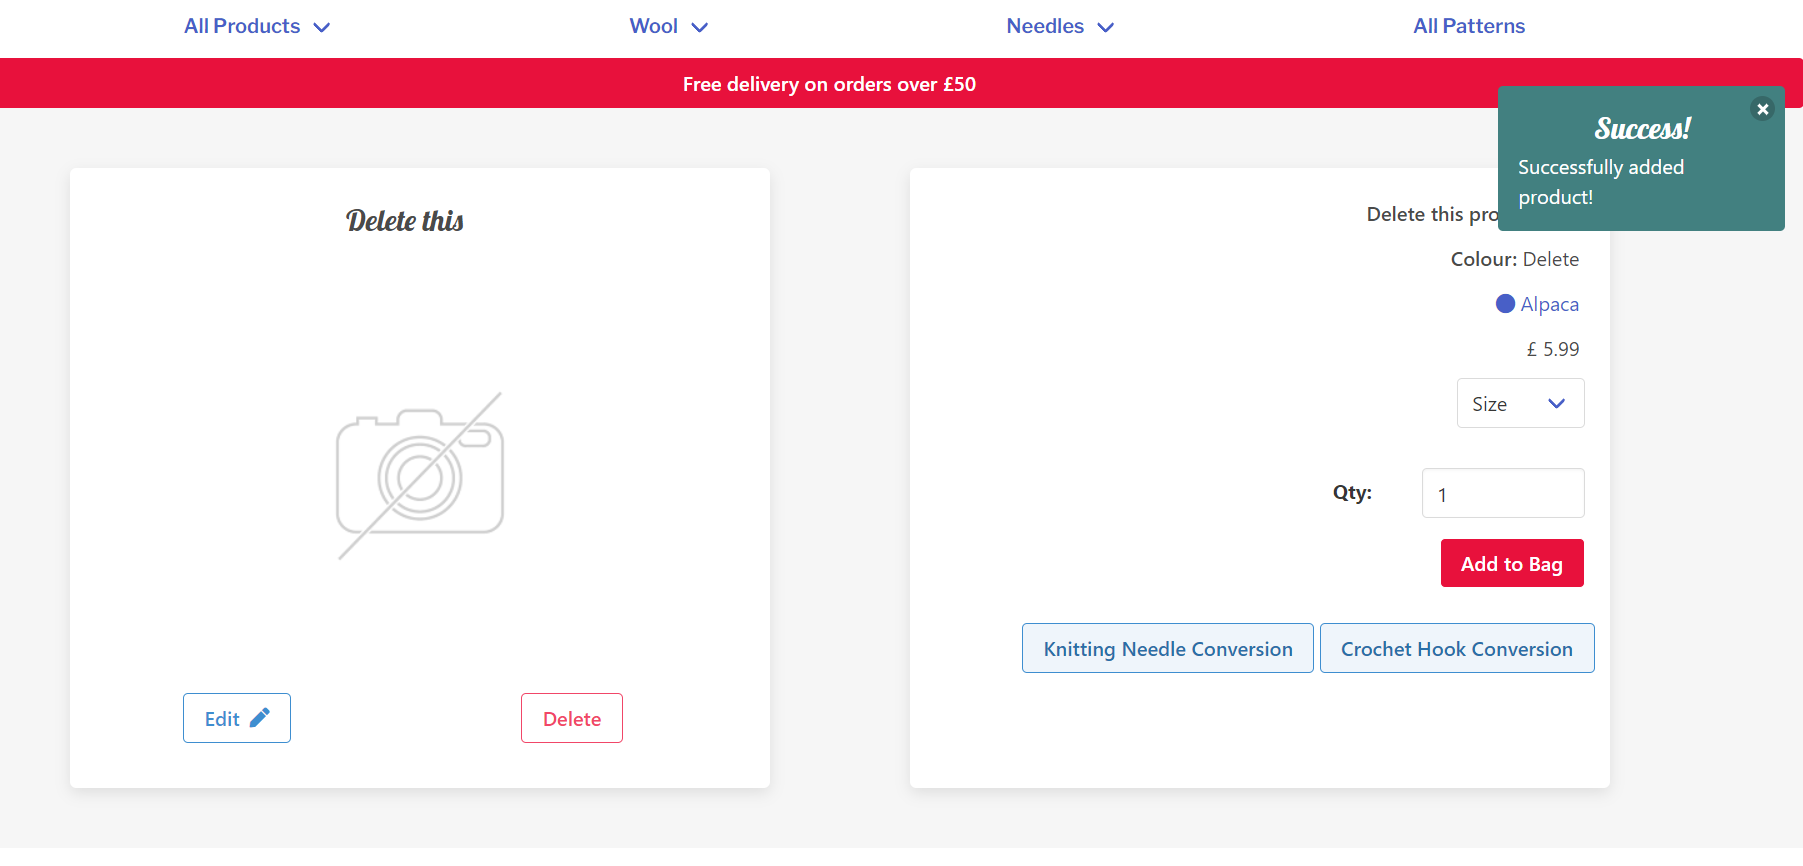 All Products
Wool
Needles
All Patterns
Free delivery on orders over £50
Success!
Successfully added
product!
Delete this
Delete this
Colour: Delete
Alpaca
£ 5.99
Size
Qty:
1
Add to Bag
Knitting Needle Conversion
Crochet Hook Conversion
Edit
Delete